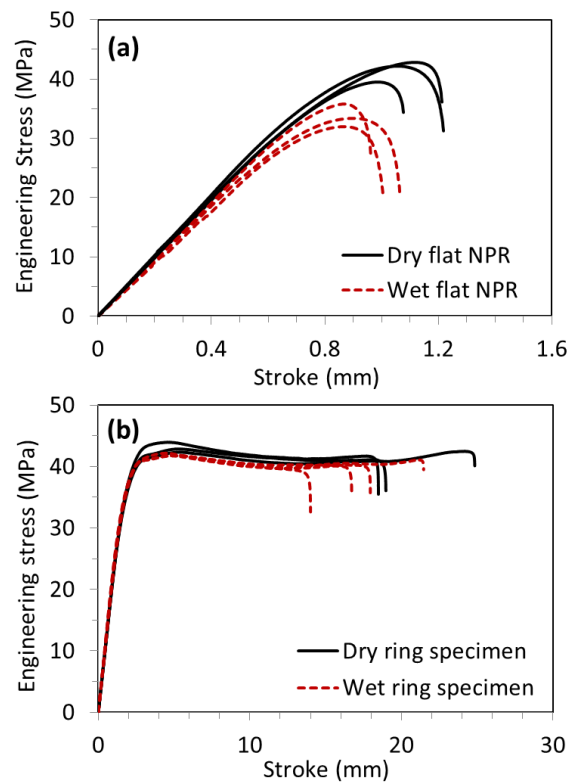 50
(a)
40
30
20
10
0
Engineering Stress (MPa)
Dry flat NPR
Wet flat NPR
0 0.4 0.8 1.2 1.6
Stroke (mm)
50
(b)
40
30
20
10
0
Engineering stress (MPa)
Dry ring specimen
Wet ring specimen
0 10 20 30
Stroke (mm)